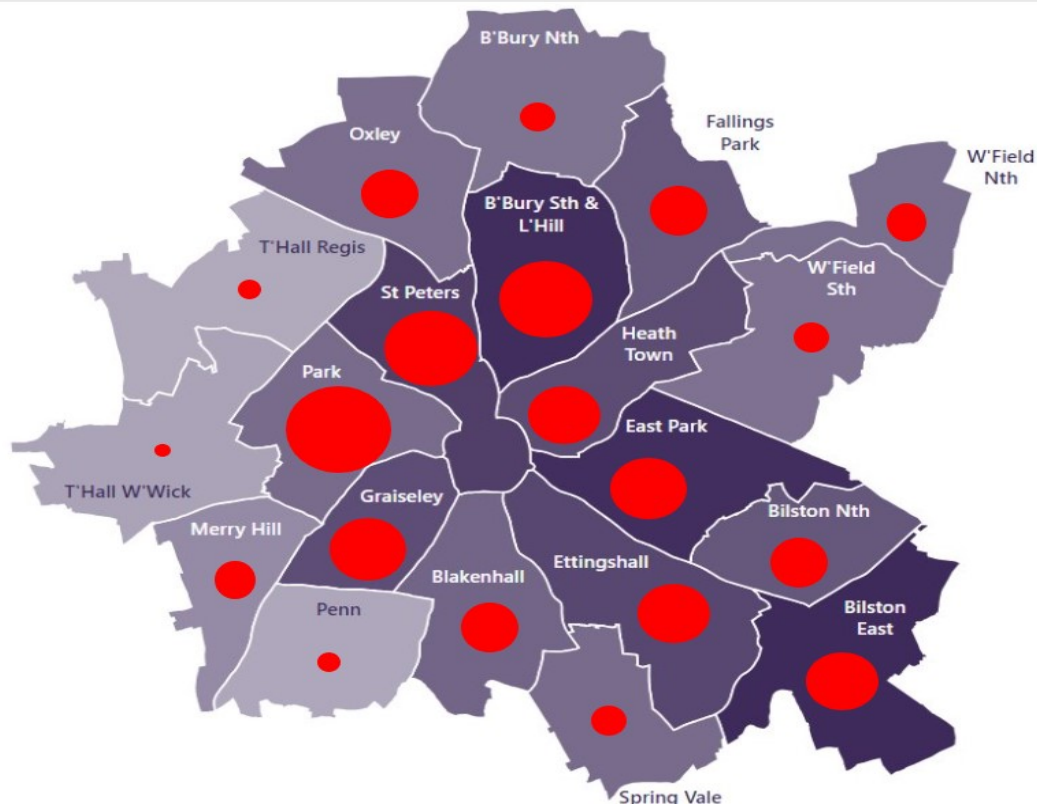 B'Bury Nth
Fallings
Park
Oxley
W'Field
Nth
B'Bury Sth &
L'Hill
T'Hall Regis
W'Field
Sth
St Peters
Heath
Town
Park
East Park
T'Hall W'Wick
Graiseley
Bilston Nth
Merry Hill
Ettingshall
Blakenhall
Penn
Bilston
East
Spring Vale